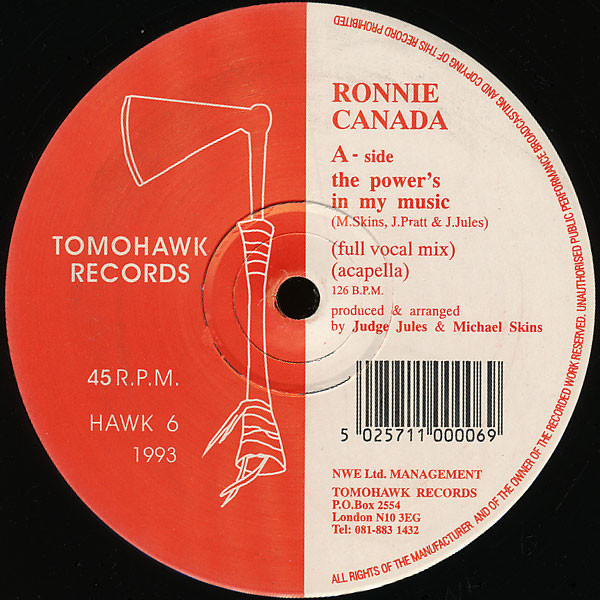 TOMOHAWK
RECORDS
45 R.P.M.
HAWK 6
1993
RONNIE
CANADA
A - side
the power's
in my music
(M.Skins, J.Pratt & J.Jules)
(full vocal mix)
(acapella)
126 B.P.M.
produced & arranged
by Judge Jules & Michael Skins
5 025711 000069
NWE Ltd. MANAGEMENT
TOMOHAWK RECORDS
P.O.Box 2554
London N10 3EG
Tel: 081-883 1432
ALL RIGHTS OF THE MANUFACTURER AND OF THE OWNER OF THE RECORDED WORK RESERVED. UNAUTHORISED PUBLIC PERFORMANCE BROADCASTING AND COPYING OF THIS RECORD PROHIBITED